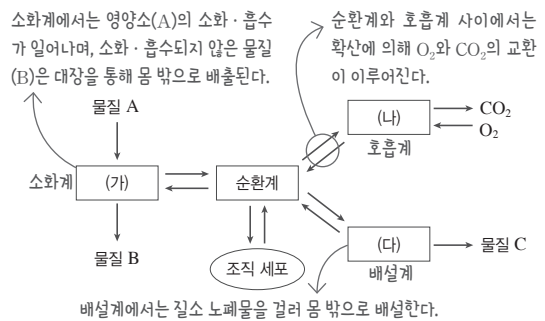 소화계에서는 영양소(A)의 소화·흡수
가 일어나며, 소화·흡수되지 않은 물질
(B)은 대장을 통해 몸 밖으로 배출된다.
순환계와 호흡계 사이에서는
확산에 의해 O₂와 CO₂의 교환
이 이루어진다.
물질 A
(나)
CO₂
O₂
호흡계
소화계
(가)
순환계
물질 B
조직 세포
(다)
물질 C
배설계
배설계에서는 질소 노폐물을 걸러 몸 밖으로 배설한다.